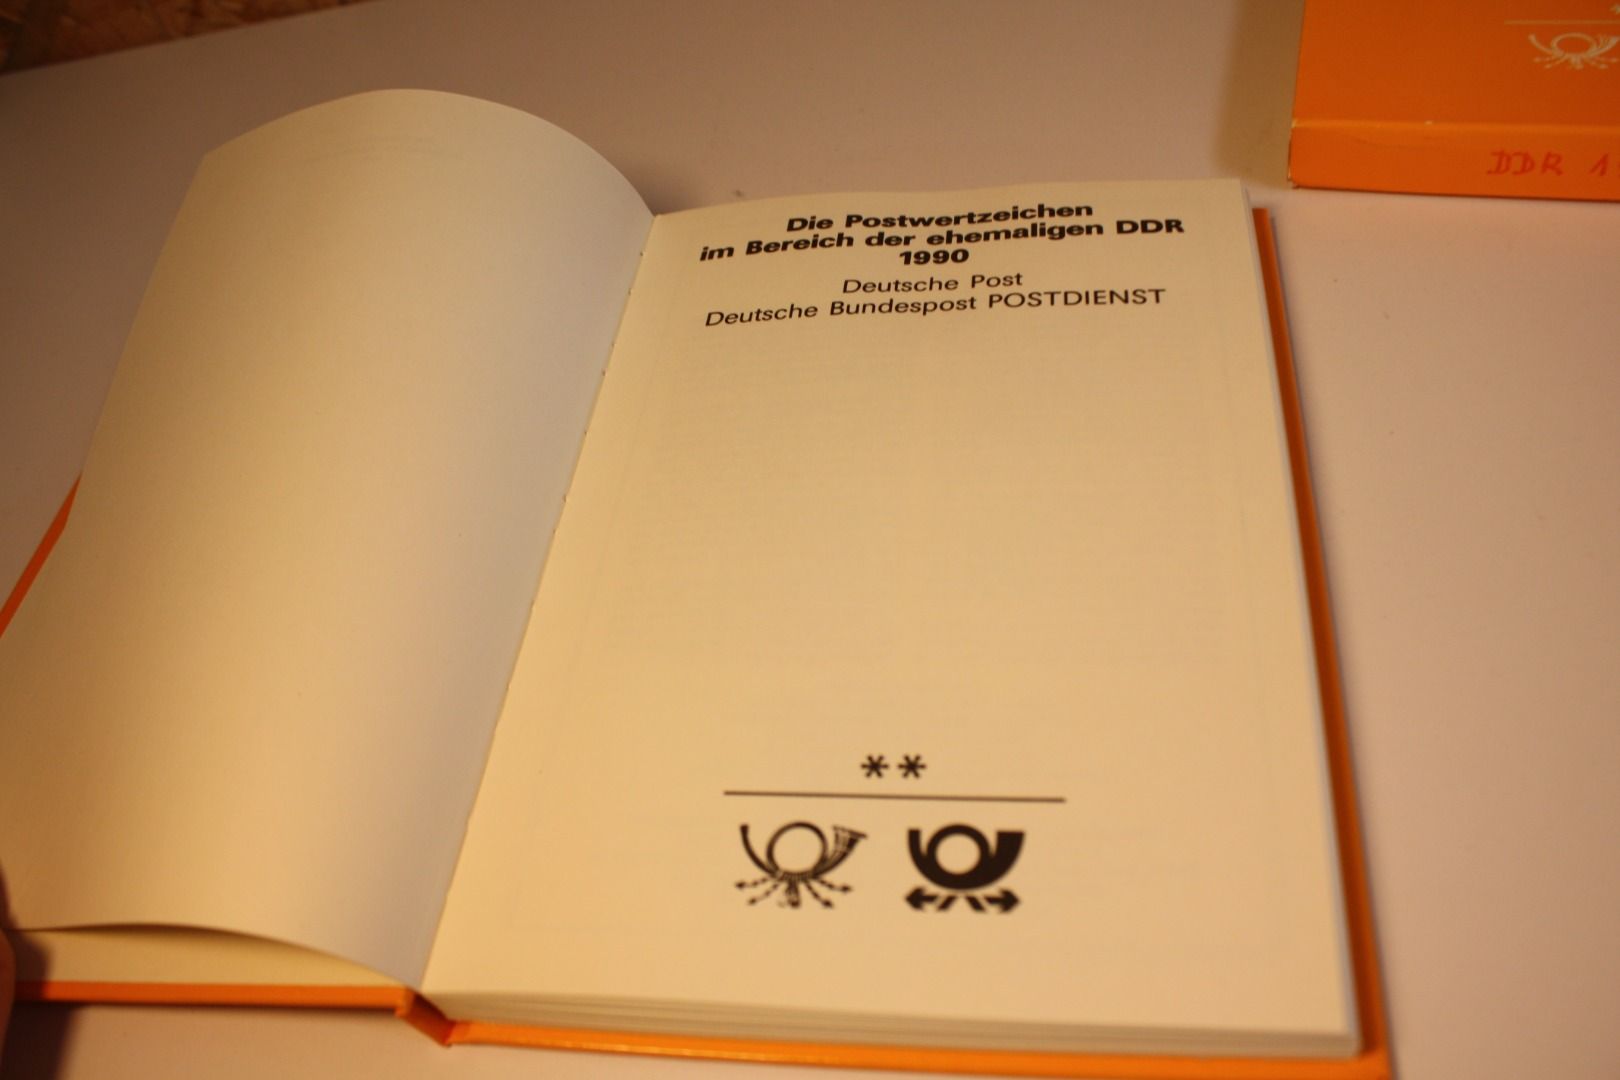 Die Postwertzeichen
im Bereich der ehemaligen DDR
1990
Deutsche Post
Deutsche Bundespost POSTDIENST
**
DDR 1